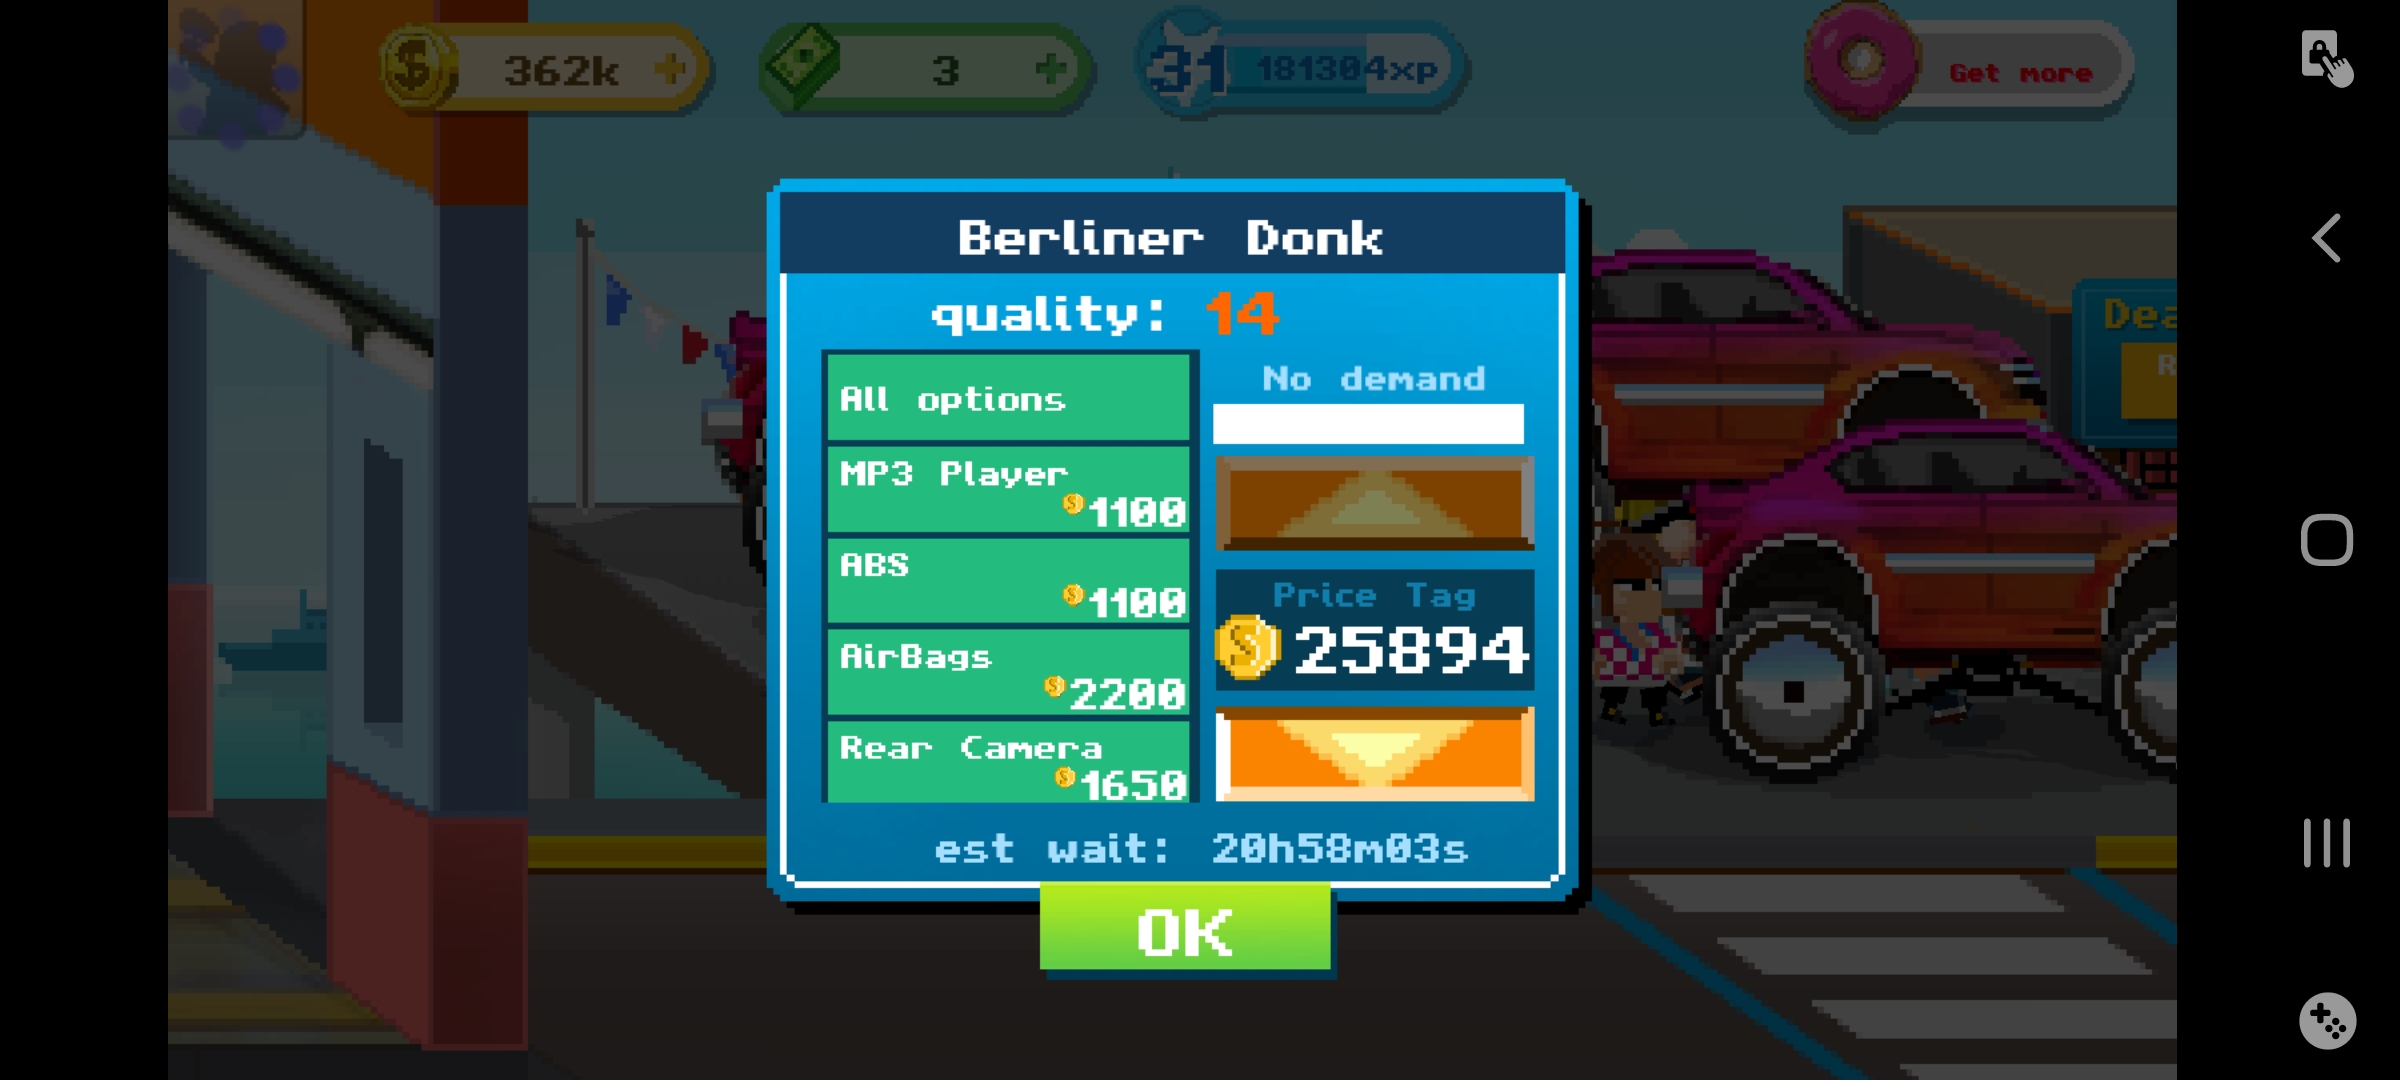 362k
3
31
181304xp
Get more
Berliner Donk
quality: 14
All options
No demand
MP3 Player
1100
ABS
1100
AirBags
2200
Rear Camera
1650
Price Tag
25894
est wait: 20h58m03s
OK
Dea
R